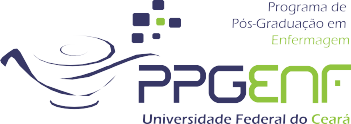 Programa de
Pós-Graduação em
Enfermagem
PPGENF
Universidade Federal do Ceará